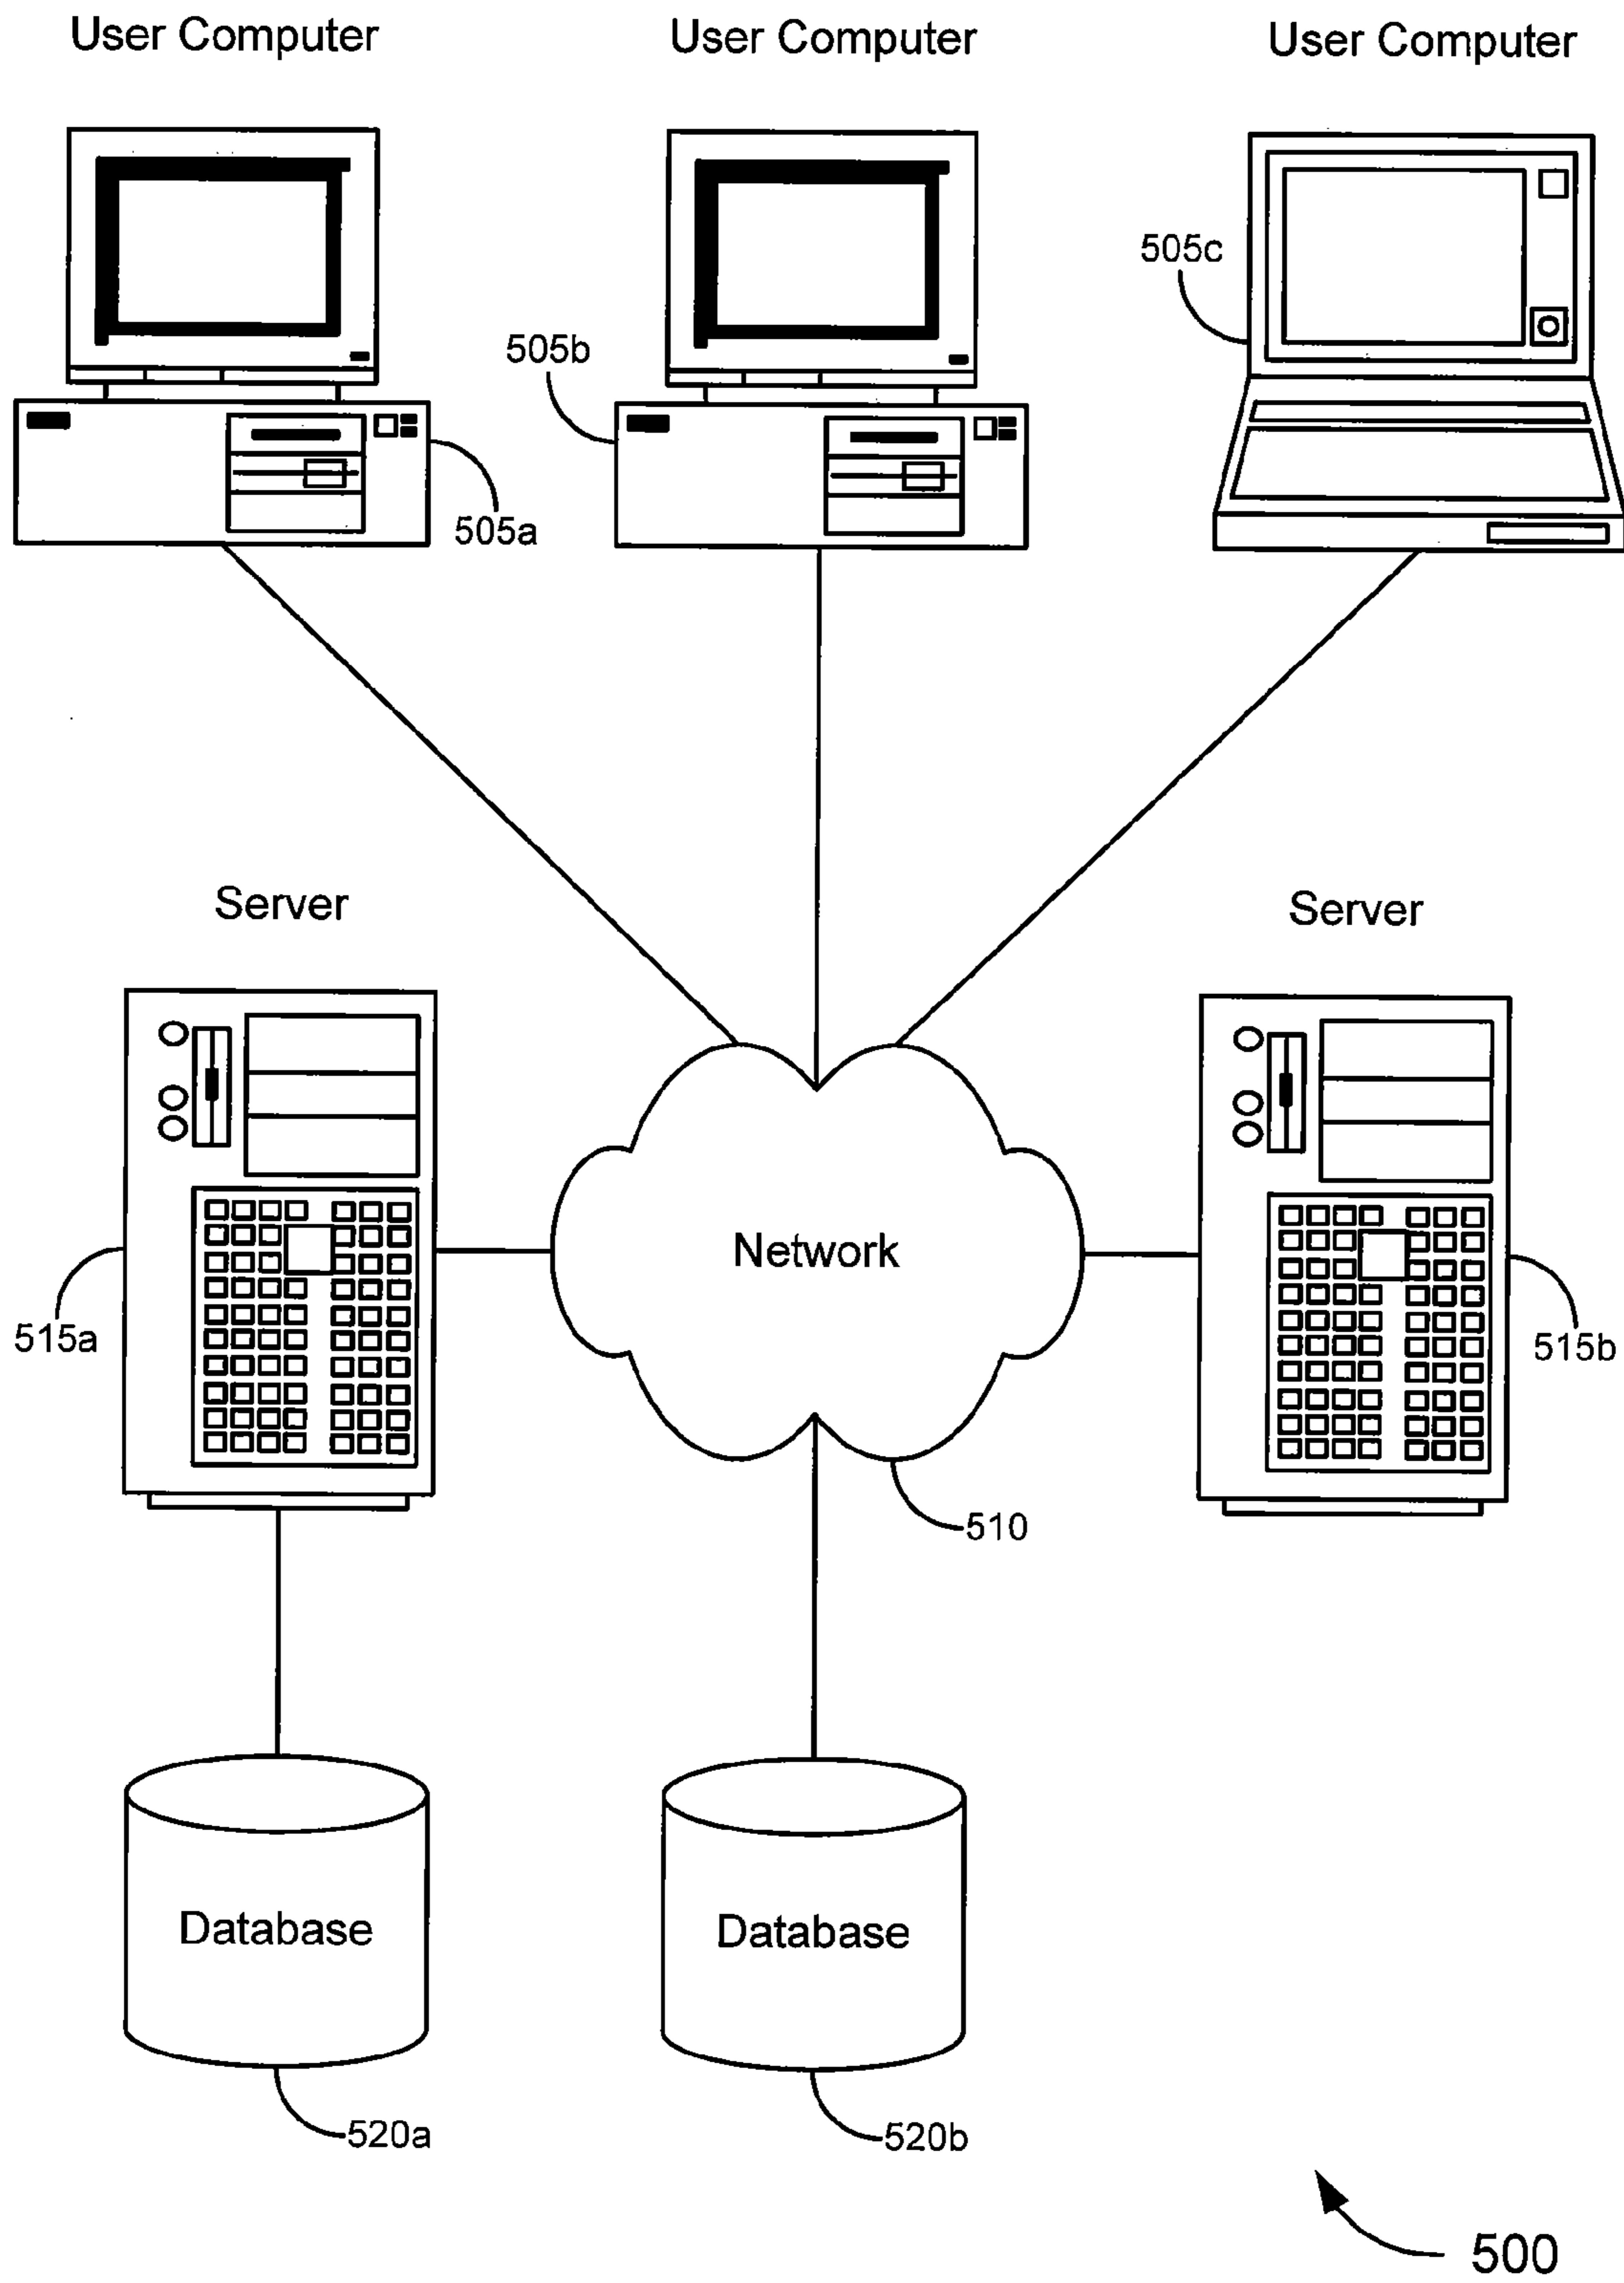 User Computer
User Computer
User Computer
505c
505b
505a
Server
Server
Network
515a
515b
510
Database
Database
520a
520b
500